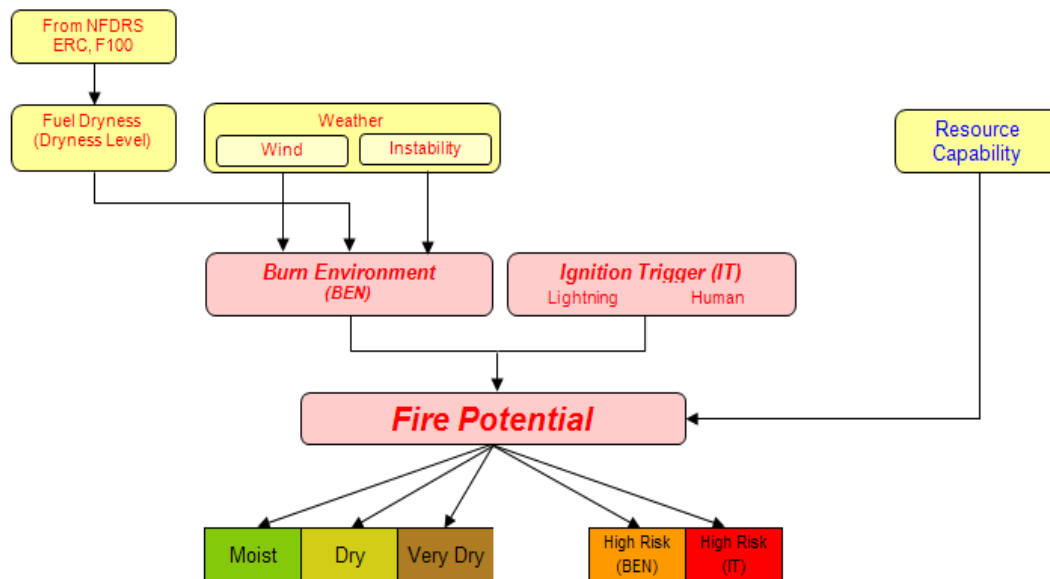 From NFDRS
ERC, F100
Fuel Dryness
(Dryness Level)
Weather
Wind
Instability
Resource
Capability
Burn Environment
(BEN)
Ignition Trigger (IT)
Lightning Human
Fire Potential
Moist
Dry
Very Dry
High Risk
(BEN)
High Risk
(IT)